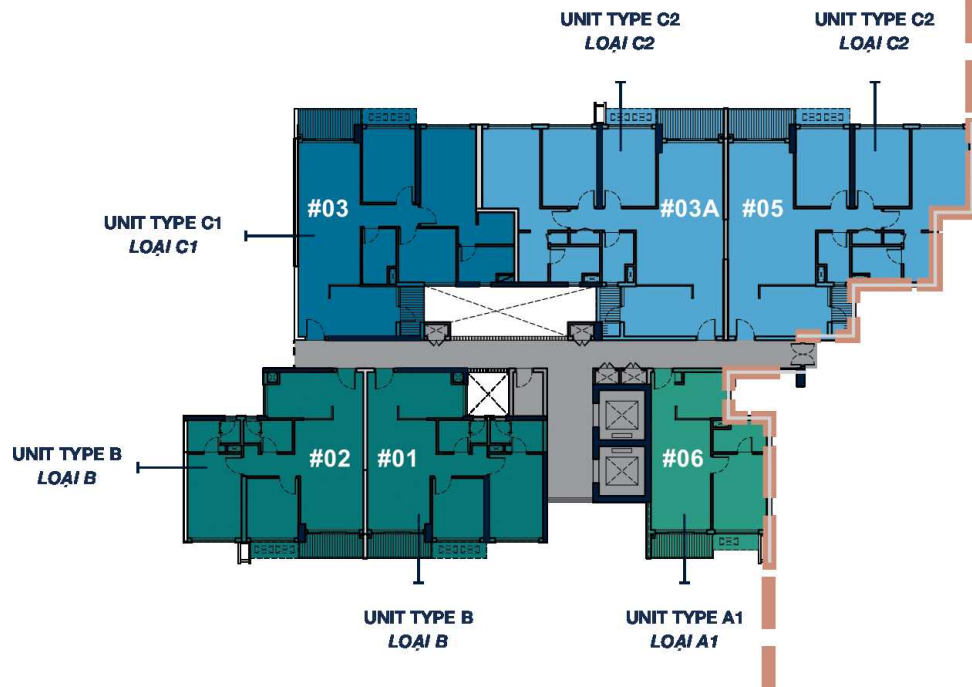 UNIT TYPE C2
LOẠI C2
UNIT TYPE C2
LOẠI C2
#03
#03A
#05
UNIT TYPE C1
LOẠI C1
UNIT TYPE B
LOẠI B
#02
#01
#06
UNIT TYPE B
LOẠI B
UNIT TYPE A1
LOẠI A1